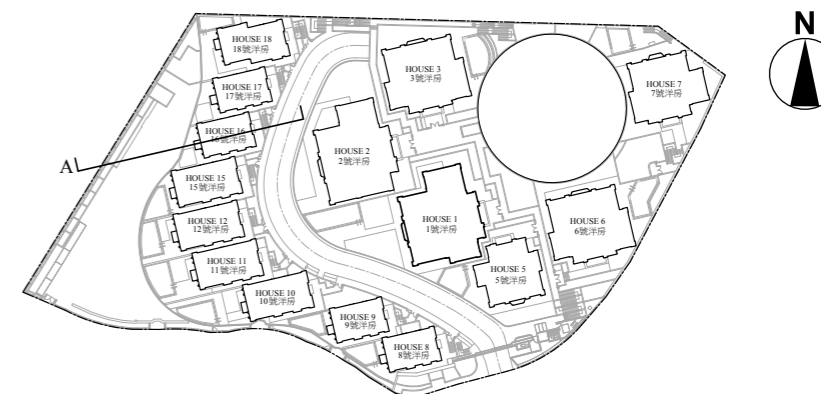 HOUSE 18
18號洋房
HOUSE 17
17號洋房
HOUSE 16
16號洋房
HOUSE 15
15號洋房
HOUSE 12
12號洋房
HOUSE 11
11號洋房
HOUSE 10
10號洋房
HOUSE 9
9號洋房
HOUSE 8
8號洋房
HOUSE 3
3號洋房
HOUSE 2
2號洋房
HOUSE 1
1號洋房
HOUSE 5
5號洋房
HOUSE 6
6號洋房
HOUSE 7
7號洋房
A
N